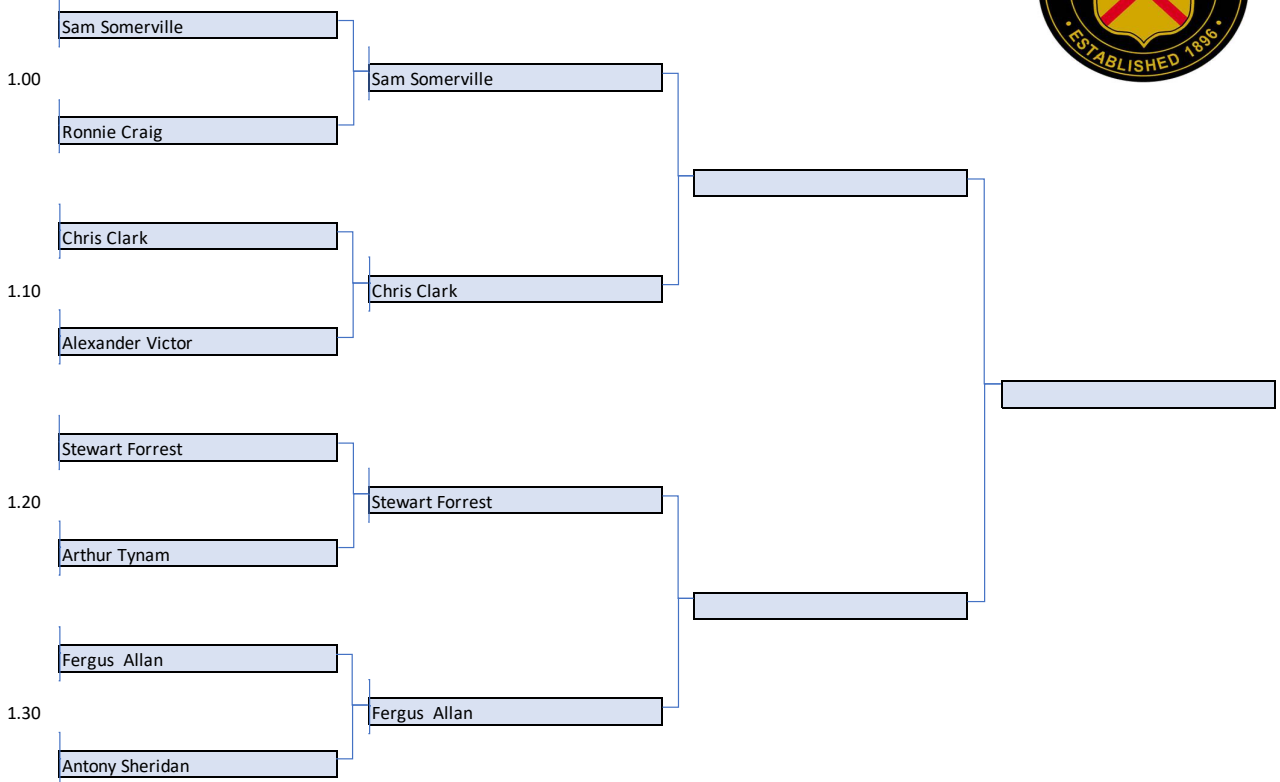 Sam Somerville
1.00
Sam Somerville
Ronnie Craig
Chris Clark
1.10
Chris Clark
Alexander Victor
Stewart Forrest
1.20
Stewart Forrest
Arthur Tynam
Fergus  Allan
1.30
Fergus  Allan
Antony Sheridan
• ESTABLISHED 1896 •